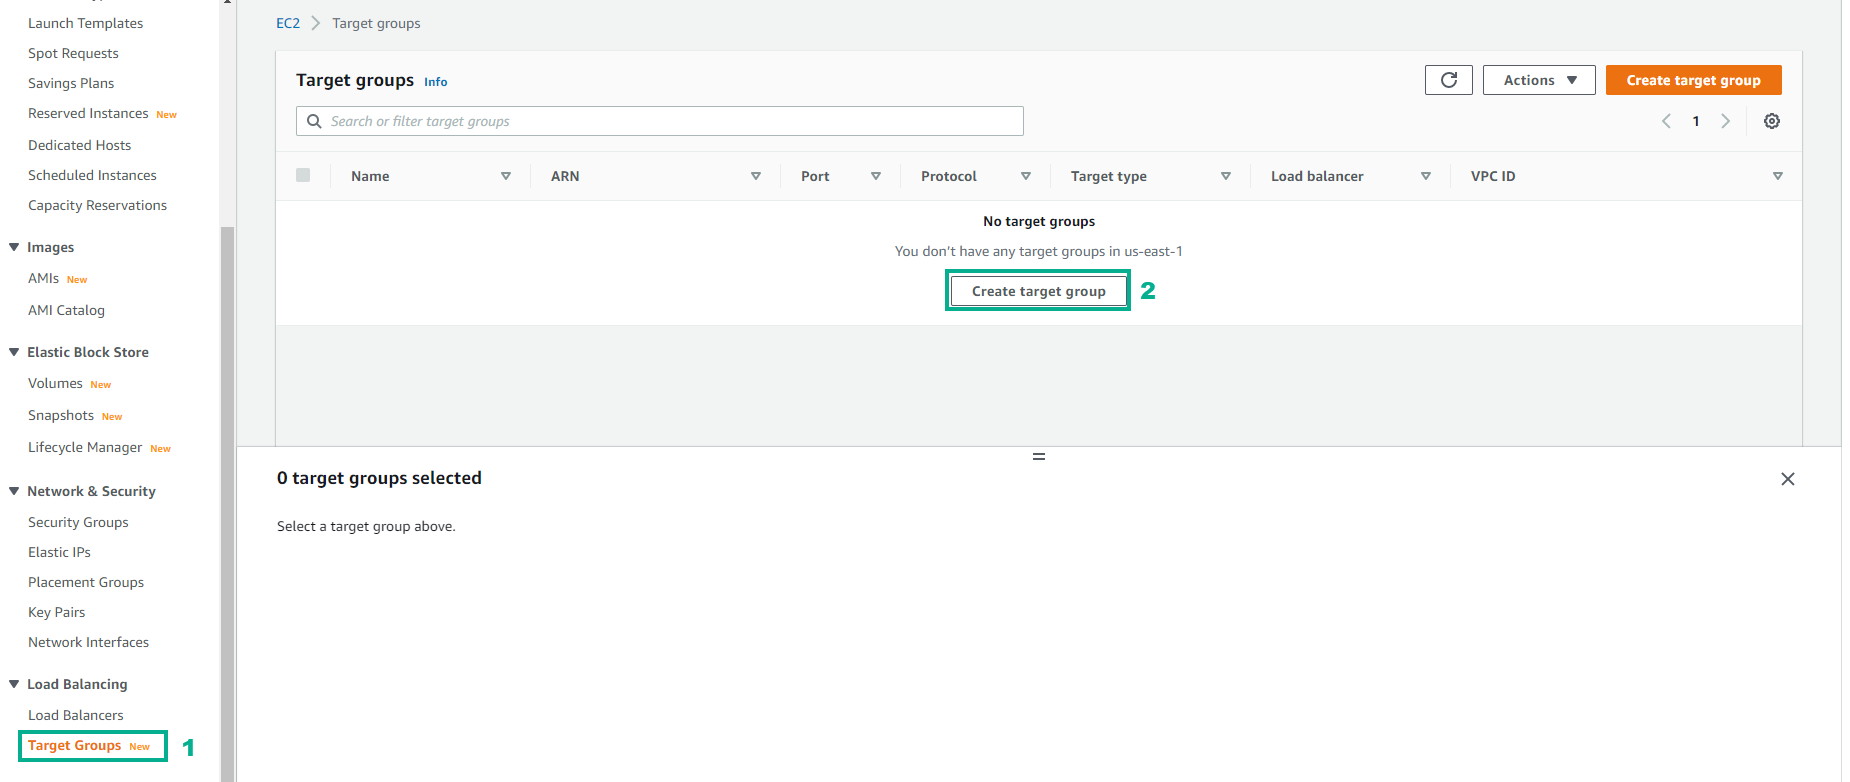 Launch Templates
Spot Requests
Savings Plans
Reserved Instances New
Dedicated Hosts
Scheduled Instances
Capacity Reservations
Images
AMIs New
AMI Catalog
Elastic Block Store
Volumes New
Snapshots New
Lifecycle Manager New
Network & Security
Security Groups
Elastic IPs
Placement Groups
Key Pairs
Network Interfaces
Load Balancing
Load Balancers
Target Groups New 1
EC2 Target groups
Target groups Info
Actions Create target group
Search or filter target groups
1
Name ARN Port Protocol Target type Load balancer VPC ID
No target groups
You don't have any target groups in us-east-1
Create target group 2
0 target groups selected
Select a target group above.